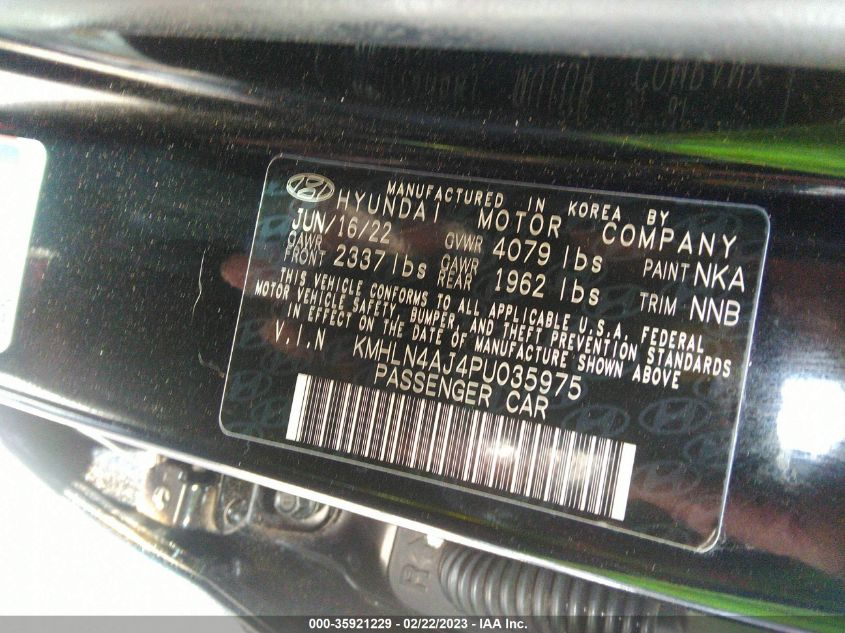 MANUFACTURED IN KOREA BY
HYUNDAI MOTOR COMPANY
JUN/16/22 GVWR 4079 lbs PAINT NKA
GAWR FRONT 2337 lbs GAWR REAR 1962 lbs TRIM NNB
THIS VEHICLE CONFORMS TO ALL APPLICABLE U.S.A. FEDERAL
MOTOR VEHICLE SAFETY, BUMPER, AND THEFT PREVENTION STANDARDS
IN EFFECT ON THE DATE OF MANUFACTURE SHOWN ABOVE
V.I.N KMHLN4AJ4PU035975
PASSENGER CAR
000-35921229 - 02/22/2023 - IAA Inc.